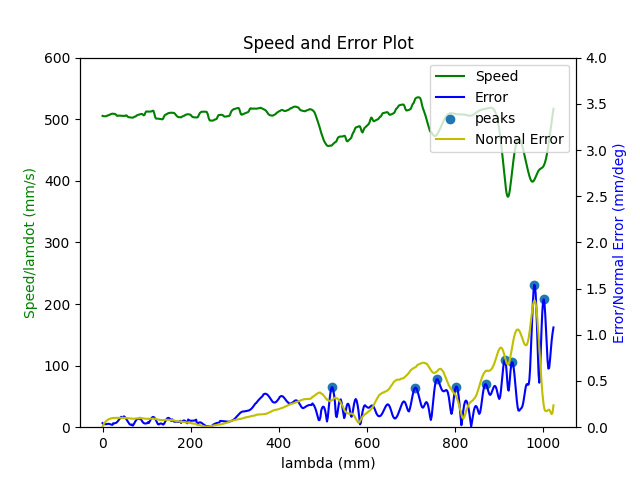 Speed and Error Plot
Speed/lamdot (mm/s)
600
500
400
300
200
100
0
Speed
Error
peaks
Normal Error
4.0
3.5
3.0
2.5
2.0
1.5
1.0
0.5
0.0
Error/Normal Error (mm/deg)
0 200 400 600 800 1000
lambda (mm)